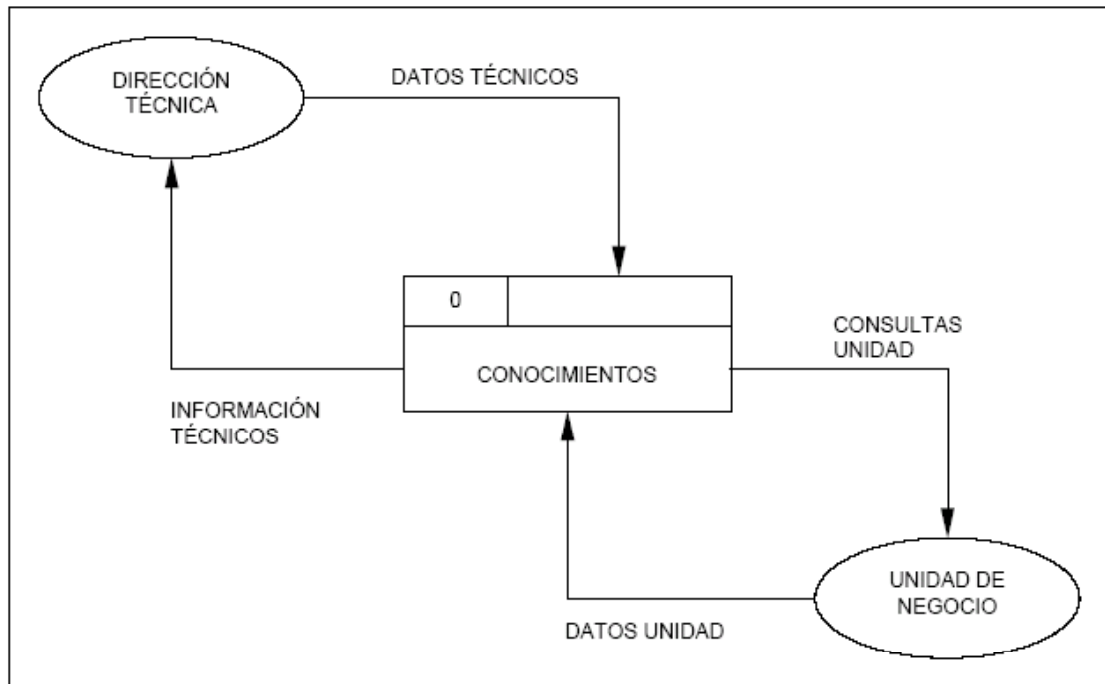 DIRECCIÓN
TÉCNICA
DATOS TÉCNICOS
0
CONOCIMIENTOS
CONSULTAS
UNIDAD
INFORMACIÓN
TÉCNICOS
UNIDAD DE
NEGOCIO
DATOS UNIDAD